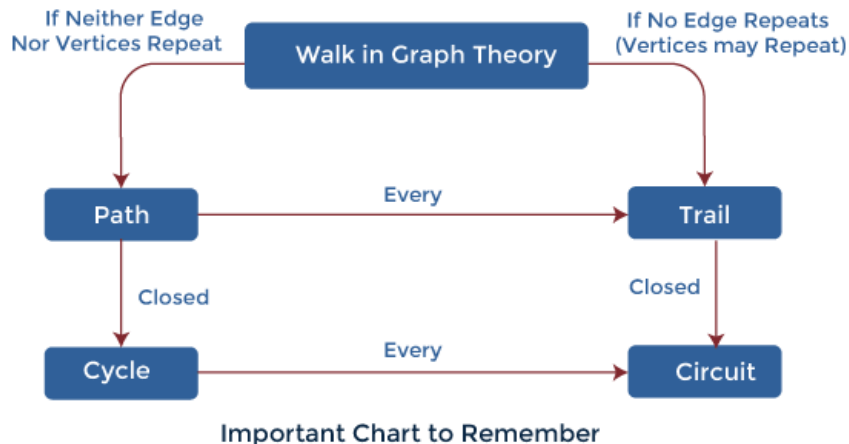 If Neither Edge
Nor Vertices Repeat
Walk in Graph Theory
If No Edge Repeats
(Vertices may Repeat)
Path
Every
Trail
Closed
Closed
Cycle
Every
Circuit
Important Chart to Remember